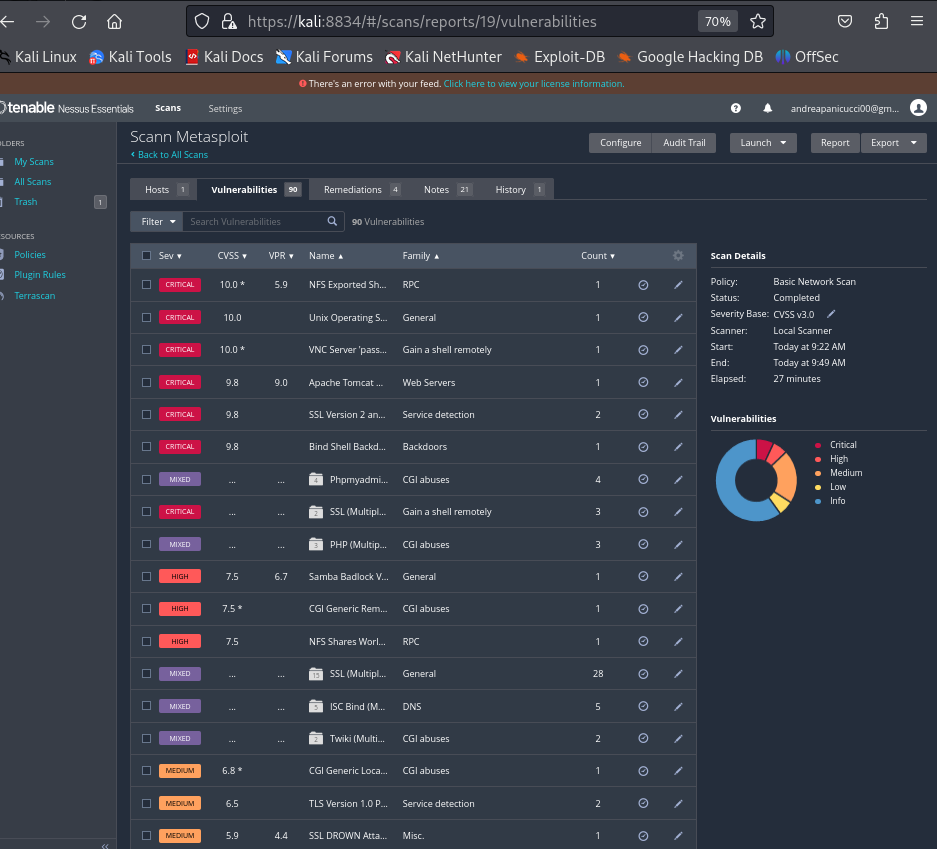 https://kali:8834/#/scans/reports/19/vulnerabilities 70%
Kali Linux Kali Tools Kali Docs Kali Forums Kali NetHunter Exploit-DB Google Hacking DB OffSec
There's an error with your feed. Click here to view your license information.
tenable Nessus Essentials Scans Settings andreapanicucci00@gm...
OLDERS
My Scans
All Scans
Trash 1
SOURCES
Policies
Plugin Rules
Terrascan
Scann Metasploit
Back to All Scans
Configure Audit Trail Launch Report Export
Hosts 1 Vulnerabilities 90 Remediations 4 Notes 21 History 1
Filter Search Vulnerabilities 90 Vulnerabilities
Sev CVSS VPR Name Family Count
CRITICAL 10.0 * 5.9 NFS Exported Sh... RPC 1
CRITICAL 10.0 Unix Operating S... General 1
CRITICAL 10.0 * VNC Server 'pass... Gain a shell remotely 1
CRITICAL 9.8 9.0 Apache Tomcat ... Web Servers 1
CRITICAL 9.8 SSL Version 2 an... Service detection 2
CRITICAL 9.8 Bind Shell Backd... Backdoors 1
MIXED ... ... 4 Phpmyadmi... CGI abuses 4
CRITICAL ... ... 2 SSL (Multipl... Gain a shell remotely 3
MIXED ... ... 3 PHP (Multip... CGI abuses 3
HIGH 7.5 6.7 Samba Badlock V... General 1
HIGH 7.5 * CGI Generic Rem... CGI abuses 1
HIGH 7.5 NFS Shares Worl... RPC 1
MIXED ... ... 15 SSL (Multipl... General 28
MIXED ... ... 5 ISC Bind (M... DNS 5
MIXED ... ... 2 Twiki (Multi... CGI abuses 2
MEDIUM 6.8 * CGI Generic Loca... CGI abuses 1
MEDIUM 6.5 TLS Version 1.0 P... Service detection 2
MEDIUM 5.9 4.4 SSL DROWN Atta... Misc. 1
Scan Details
Policy: Basic Network Scan
Status: Completed
Severity Base: CVSS v3.0
Scanner: Local Scanner
Start: Today at 9:22 AM
End: Today at 9:49 AM
Elapsed: 27 minutes
Vulnerabilities
Critical
High
Medium
Low
Info